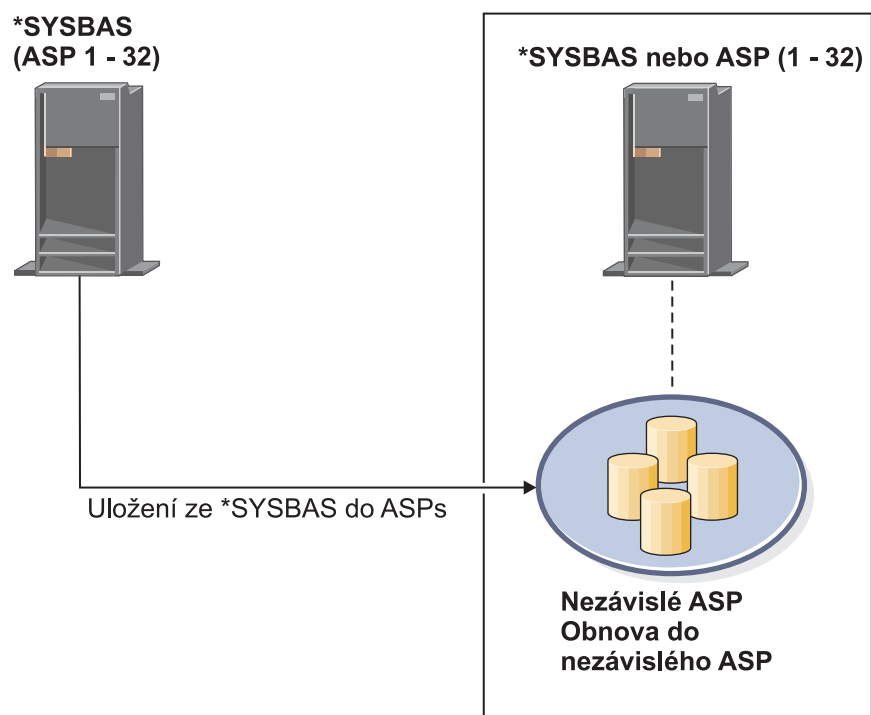 *SYSBAS
(ASP 1 - 32)
*SYSBAS nebo ASP (1 - 32)
Uložení ze *SYSBAS do ASPs
Nezávislé ASP
Obnova do
nezávislého ASP